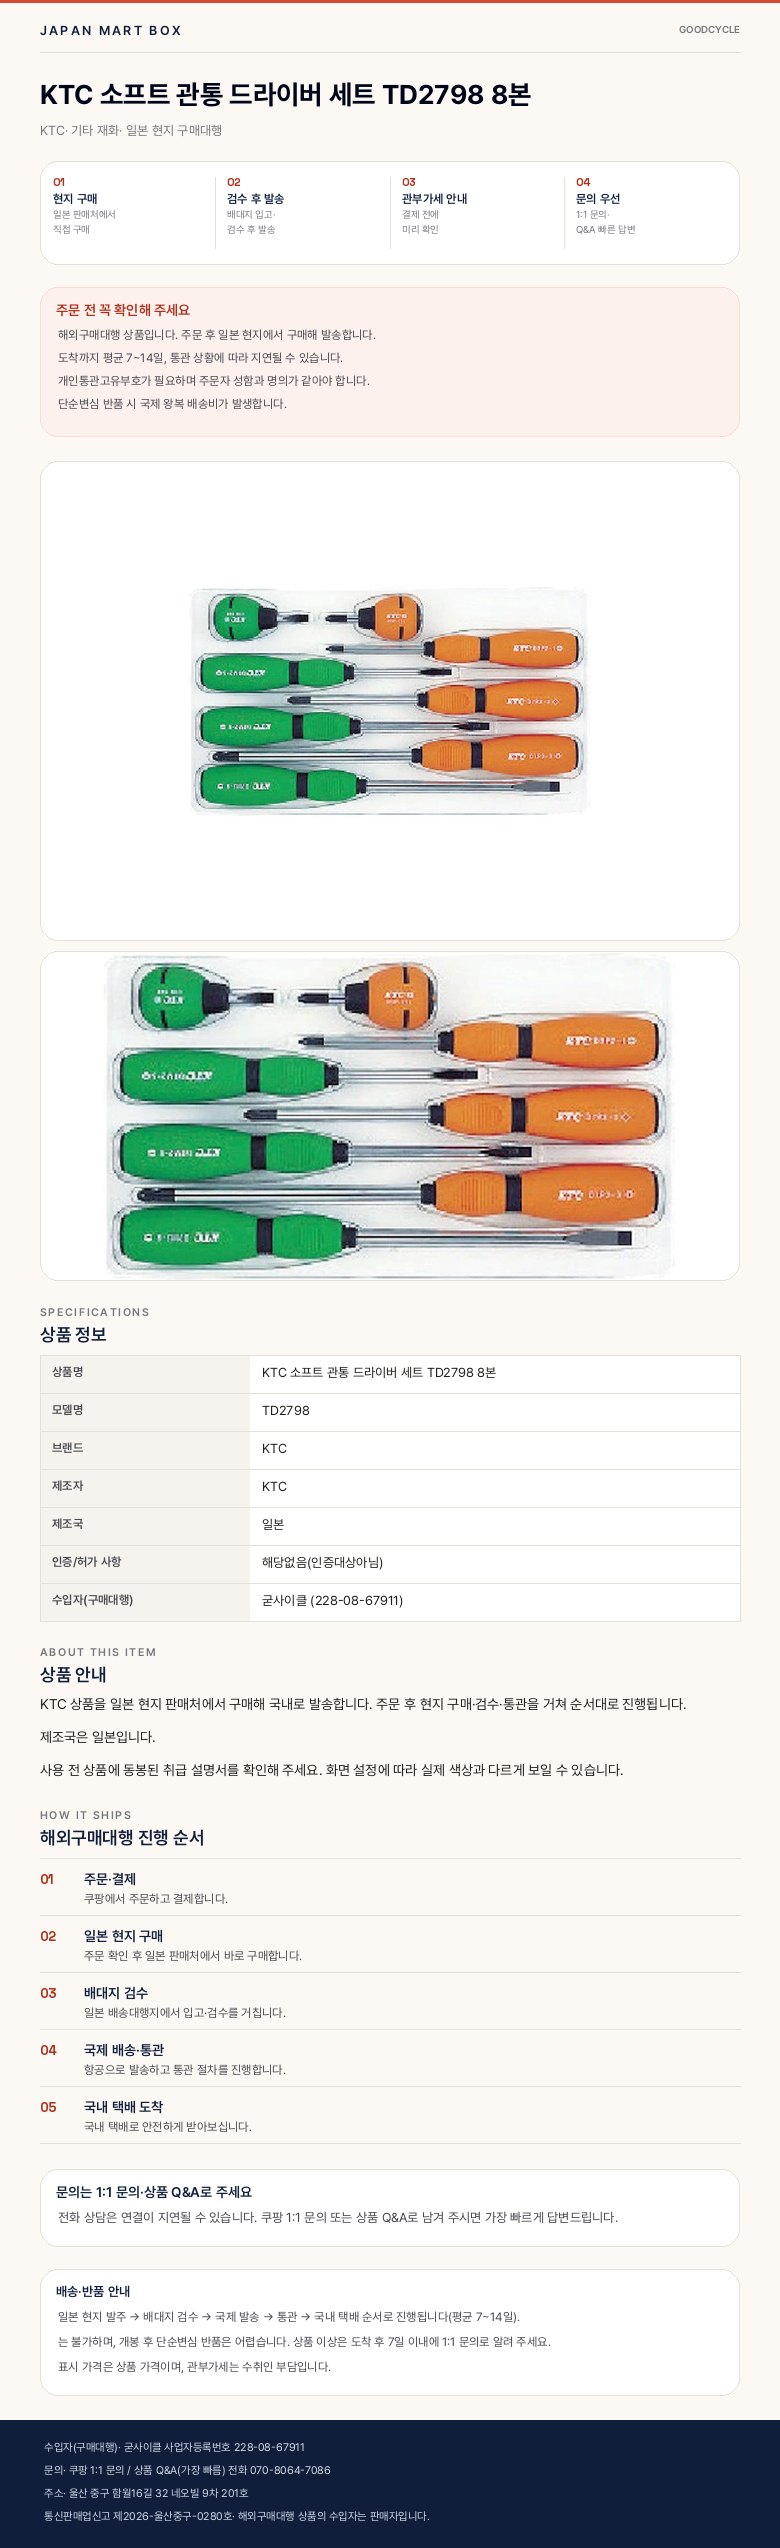 JAPAN MART BOX
GOODCYCLE
KTC 소프트 관통 드라이버 세트 TD2798 8본
KTC· 기타 재화· 일본 현지 구매대행
01
현지 구매
일본 판매처에서
직접 구매
02
검수 후 발송
배대지 입고·
검수 후 발송
03
관부가세 안내
결제 전에
미리 확인
04
문의 우선
1:1 문의·
Q&A 빠른 답변
주문 전 꼭 확인해 주세요
해외구매대행 상품입니다. 주문 후 일본 현지에서 구매해 발송합니다.
도착까지 평균 7~14일, 통관 상황에 따라 지연될 수 있습니다.
개인통관고유부호가 필요하며 주문자 성함과 명의가 같아야 합니다.
단순변심 반품 시 국제 왕복 배송비가 발생합니다.
KTC
KTC
KTC
KTC
SPECIFICATIONS
상품 정보
상품명 KTC 소프트 관통 드라이버 세트 TD2798 8본
모델명 TD2798
브랜드 KTC
제조자 KTC
제조국 일본
인증/허가 사항 해당없음(인증대상아님)
수입자(구매대행) 굳사이클 (228-08-67911)
ABOUT THIS ITEM
상품 안내
KTC 상품을 일본 현지 판매처에서 구매해 국내로 발송합니다. 주문 후 현지 구매·검수·통관을 거쳐 순서대로 진행됩니다.
제조국은 일본입니다.
사용 전 상품에 동봉된 취급 설명서를 확인해 주세요. 화면 설정에 따라 실제 색상과 다르게 보일 수 있습니다.
HOW IT SHIPS
해외구매대행 진행 순서
01 주문·결제
쿠팡에서 주문하고 결제합니다.
02 일본 현지 구매
주문 확인 후 일본 판매처에서 바로 구매합니다.
03 배대지 검수
일본 배송대행지에서 입고·검수를 거칩니다.
04 국제 배송·통관
항공으로 발송하고 통관 절차를 진행합니다.
05 국내 택배 도착
국내 택배로 안전하게 받아보십니다.
문의는 1:1 문의·상품 Q&A로 주세요
전화 상담은 연결이 지연될 수 있습니다. 쿠팡 1:1 문의 또는 상품 Q&A로 남겨 주시면 가장 빠르게 답변드립니다.
배송·반품 안내
일본 현지 발주 → 배대지 검수 → 국제 발송 → 통관 → 국내 택배 순서로 진행됩니다(평균 7~14일).
는 불가하며, 개봉 후 단순변심 반품은 어렵습니다. 상품 이상은 도착 후 7일 이내에 1:1 문의로 알려 주세요.
표시 가격은 상품 가격이며, 관부가세는 수취인 부담입니다.
수입자(구매대행)· 굳사이클 사업자등록번호 228-08-67911
문의· 쿠팡 1:1 문의 / 상품 Q&A(가장 빠름) 전화 070-8064-7086
주소· 울산 중구 함월16길 32 네오빌 9차 201호
통신판매업신고 제2026-울산중구-0280호· 해외구매대행 상품의 수입자는 판매자입니다.